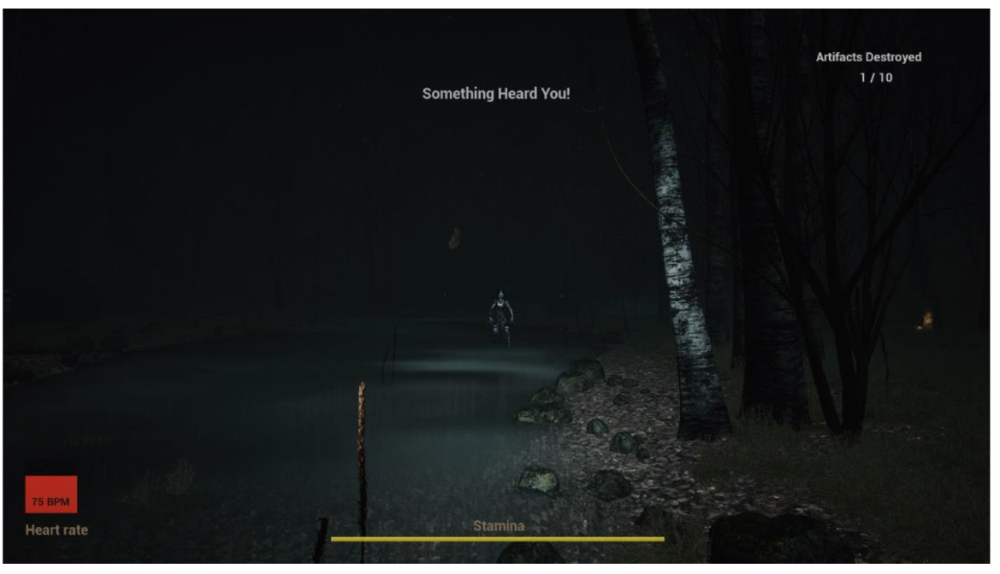 Artifacts Destroyed
1 / 10
Something Heard You!
75 BPM
Heart rate
Stamina